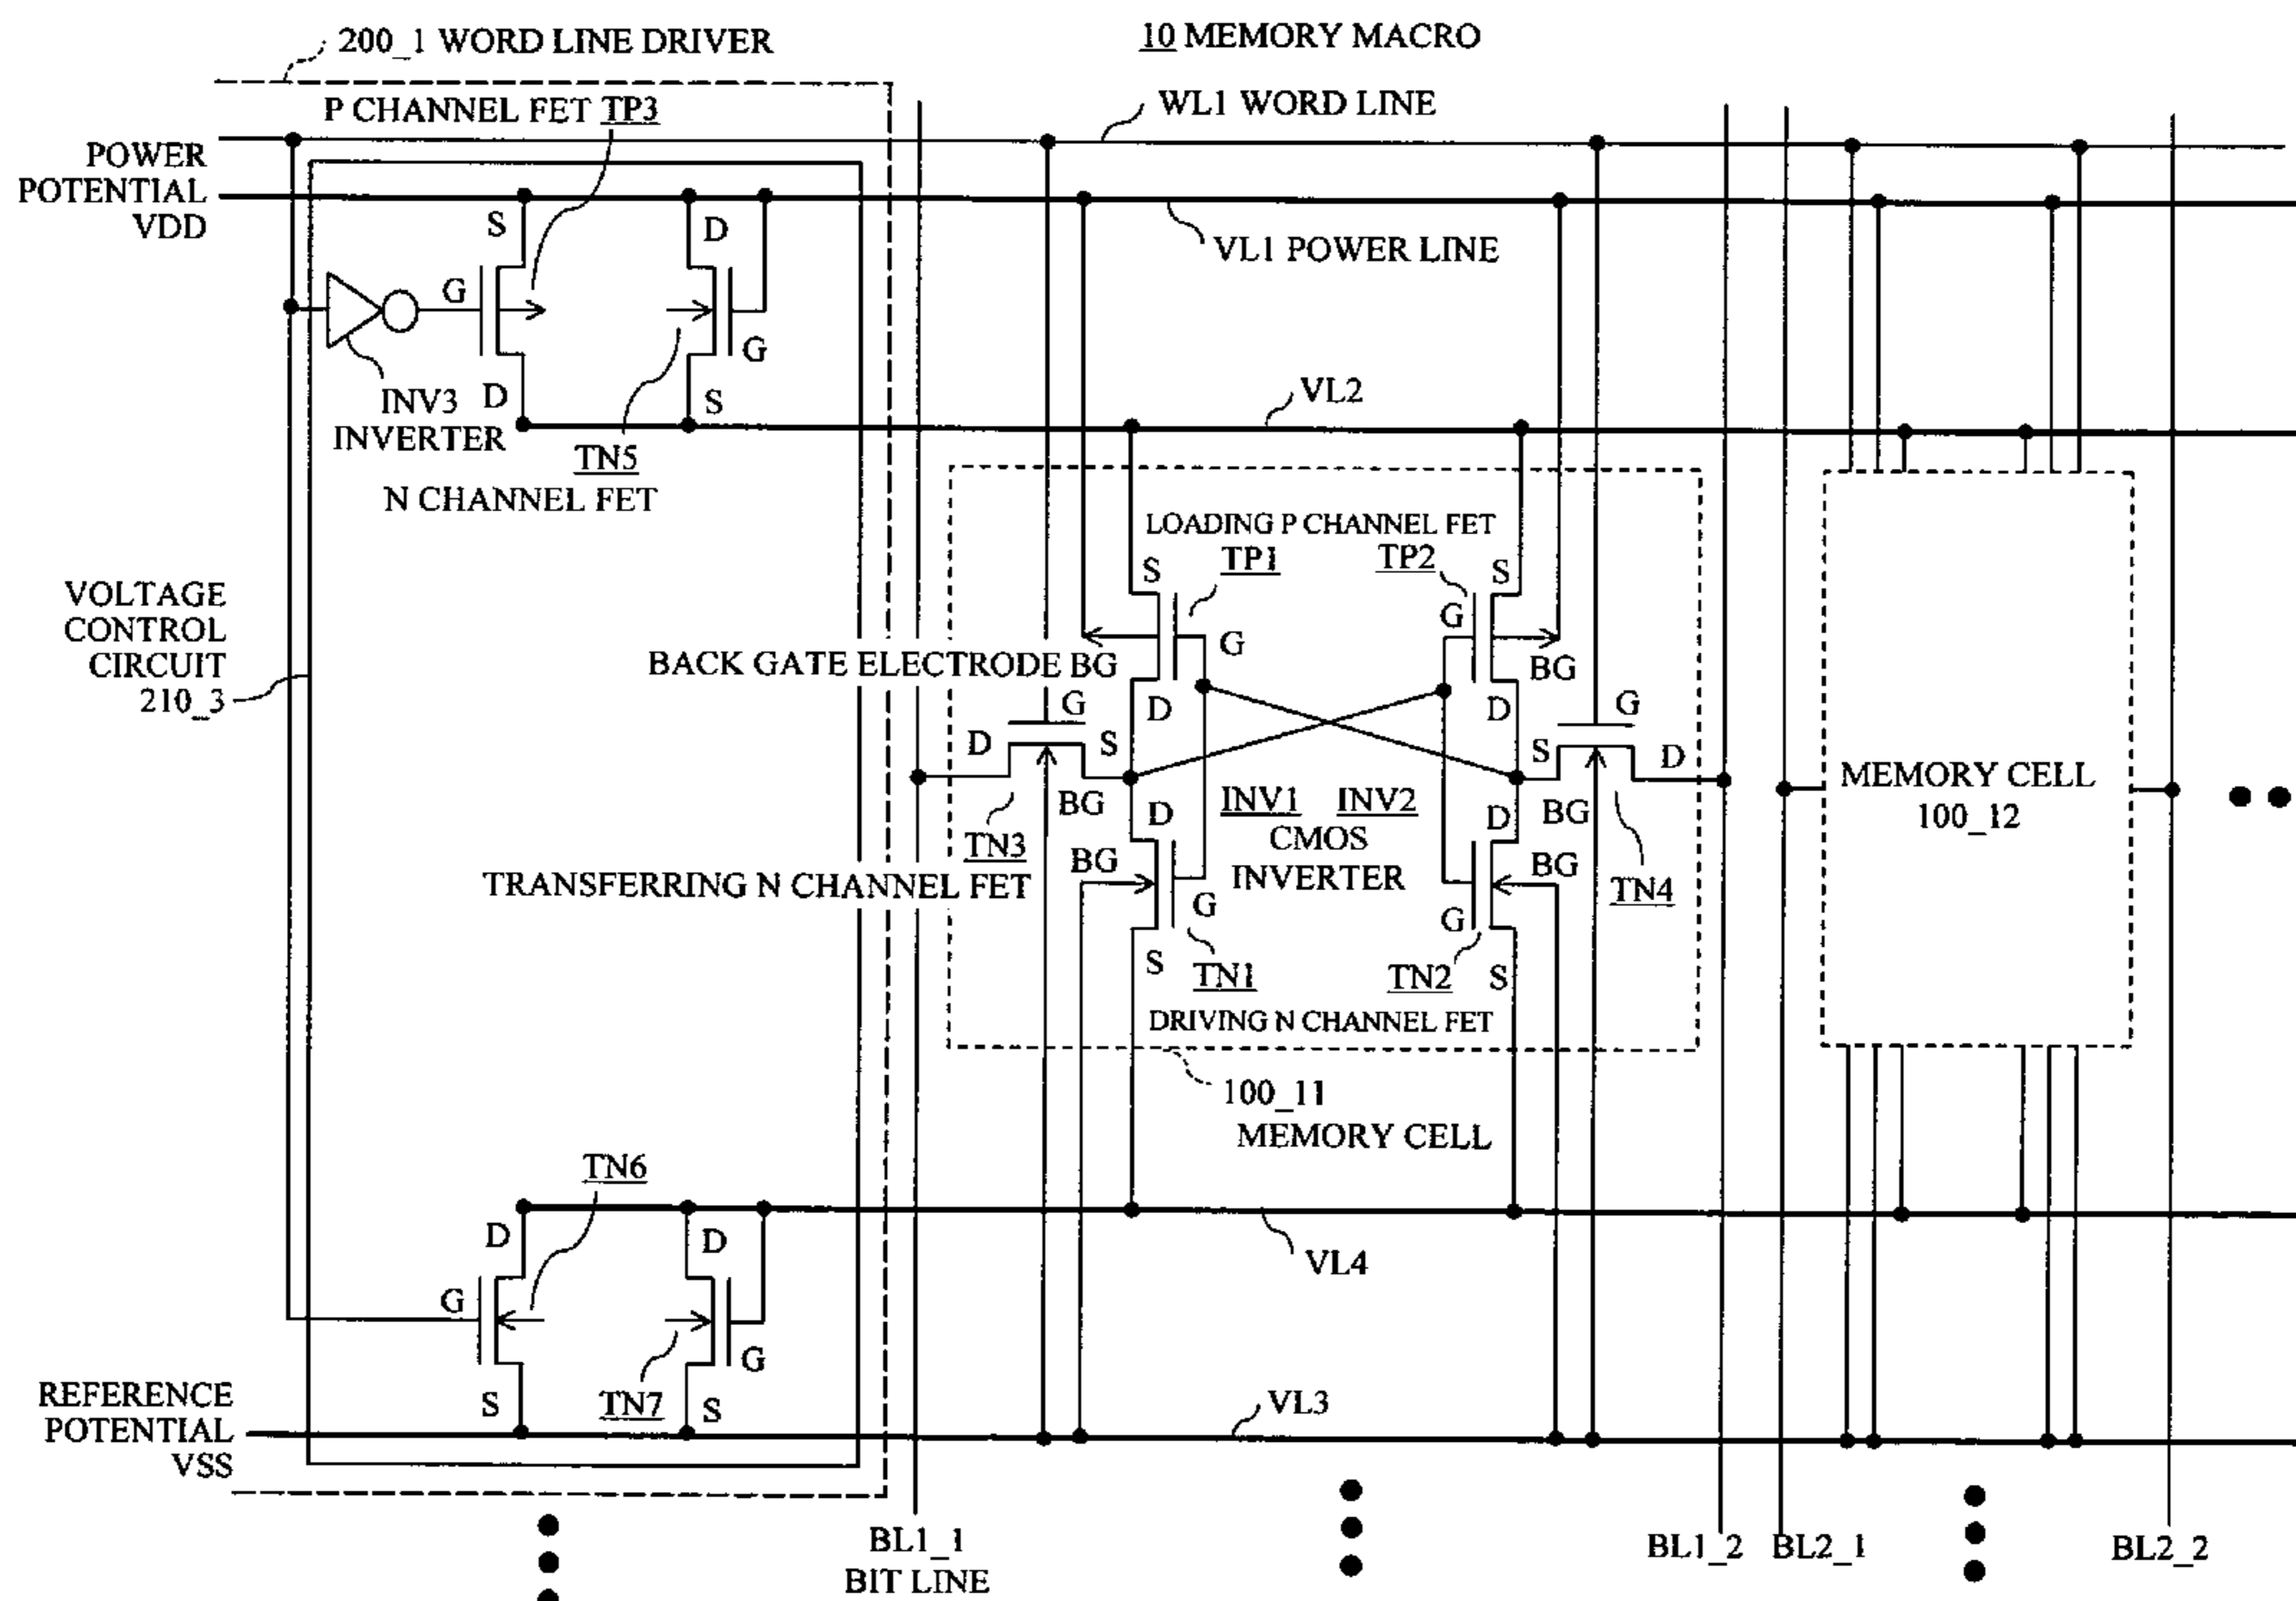 200_1 WORD LINE DRIVER
10 MEMORY MACRO
P CHANNEL FET TP3
WL1 WORD LINE
POWER
POTENTIAL
VDD
S
D
VL1 POWER LINE
G
G
INV3
INVERTER
D
S
VL2
TN5
N CHANNEL FET
LOADING P CHANNEL FET
TP1
TP2
S
S
G
G
VOLTAGE
CONTROL
CIRCUIT
210_3
BACK GATE ELECTRODE BG
BG
D
D
G
G
D
S
S
D
BG
BG
TN3
TN4
INV1
INV2
CMOS
INVERTER
D
D
BG
BG
TRANSFERRING N CHANNEL FET
G
G
S
S
TN1
TN2
DRIVING N CHANNEL FET
MEMORY CELL
100_12
100_11
MEMORY CELL
TN6
D
D
VL4
G
G
TN7
S
S
VL3
REFERENCE
POTENTIAL
VSS
BL1_1
BIT LINE
BL1_2
BL2_1
BL2_2